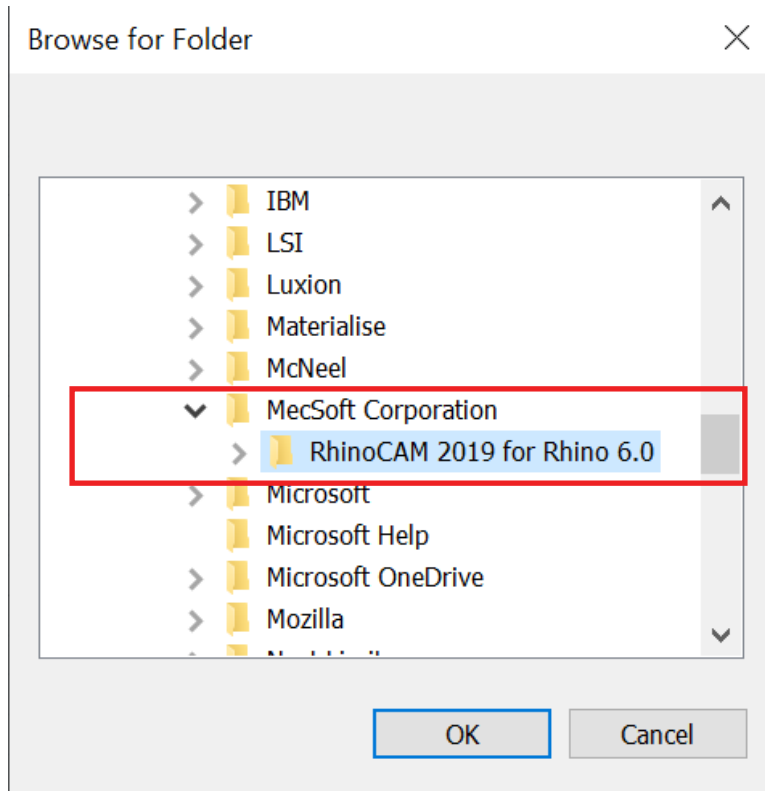 Browse for Folder
IBM
LSI
Luxion
Materialise
McNeel
MecSoft Corporation
RhinoCAM 2019 for Rhino 6.0
Microsoft
Microsoft Help
Microsoft OneDrive
Mozilla
OK Cancel